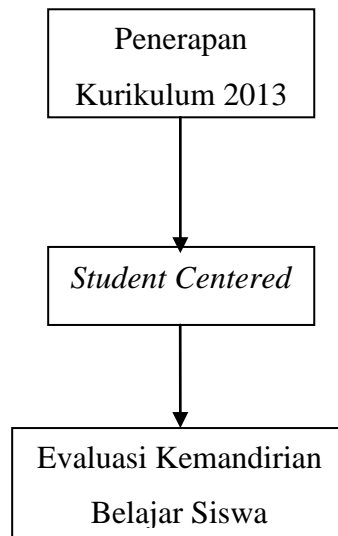 Penerapan
Kurikulum 2013
Student Centered
Evaluasi Kemandirian
Belajar Siswa